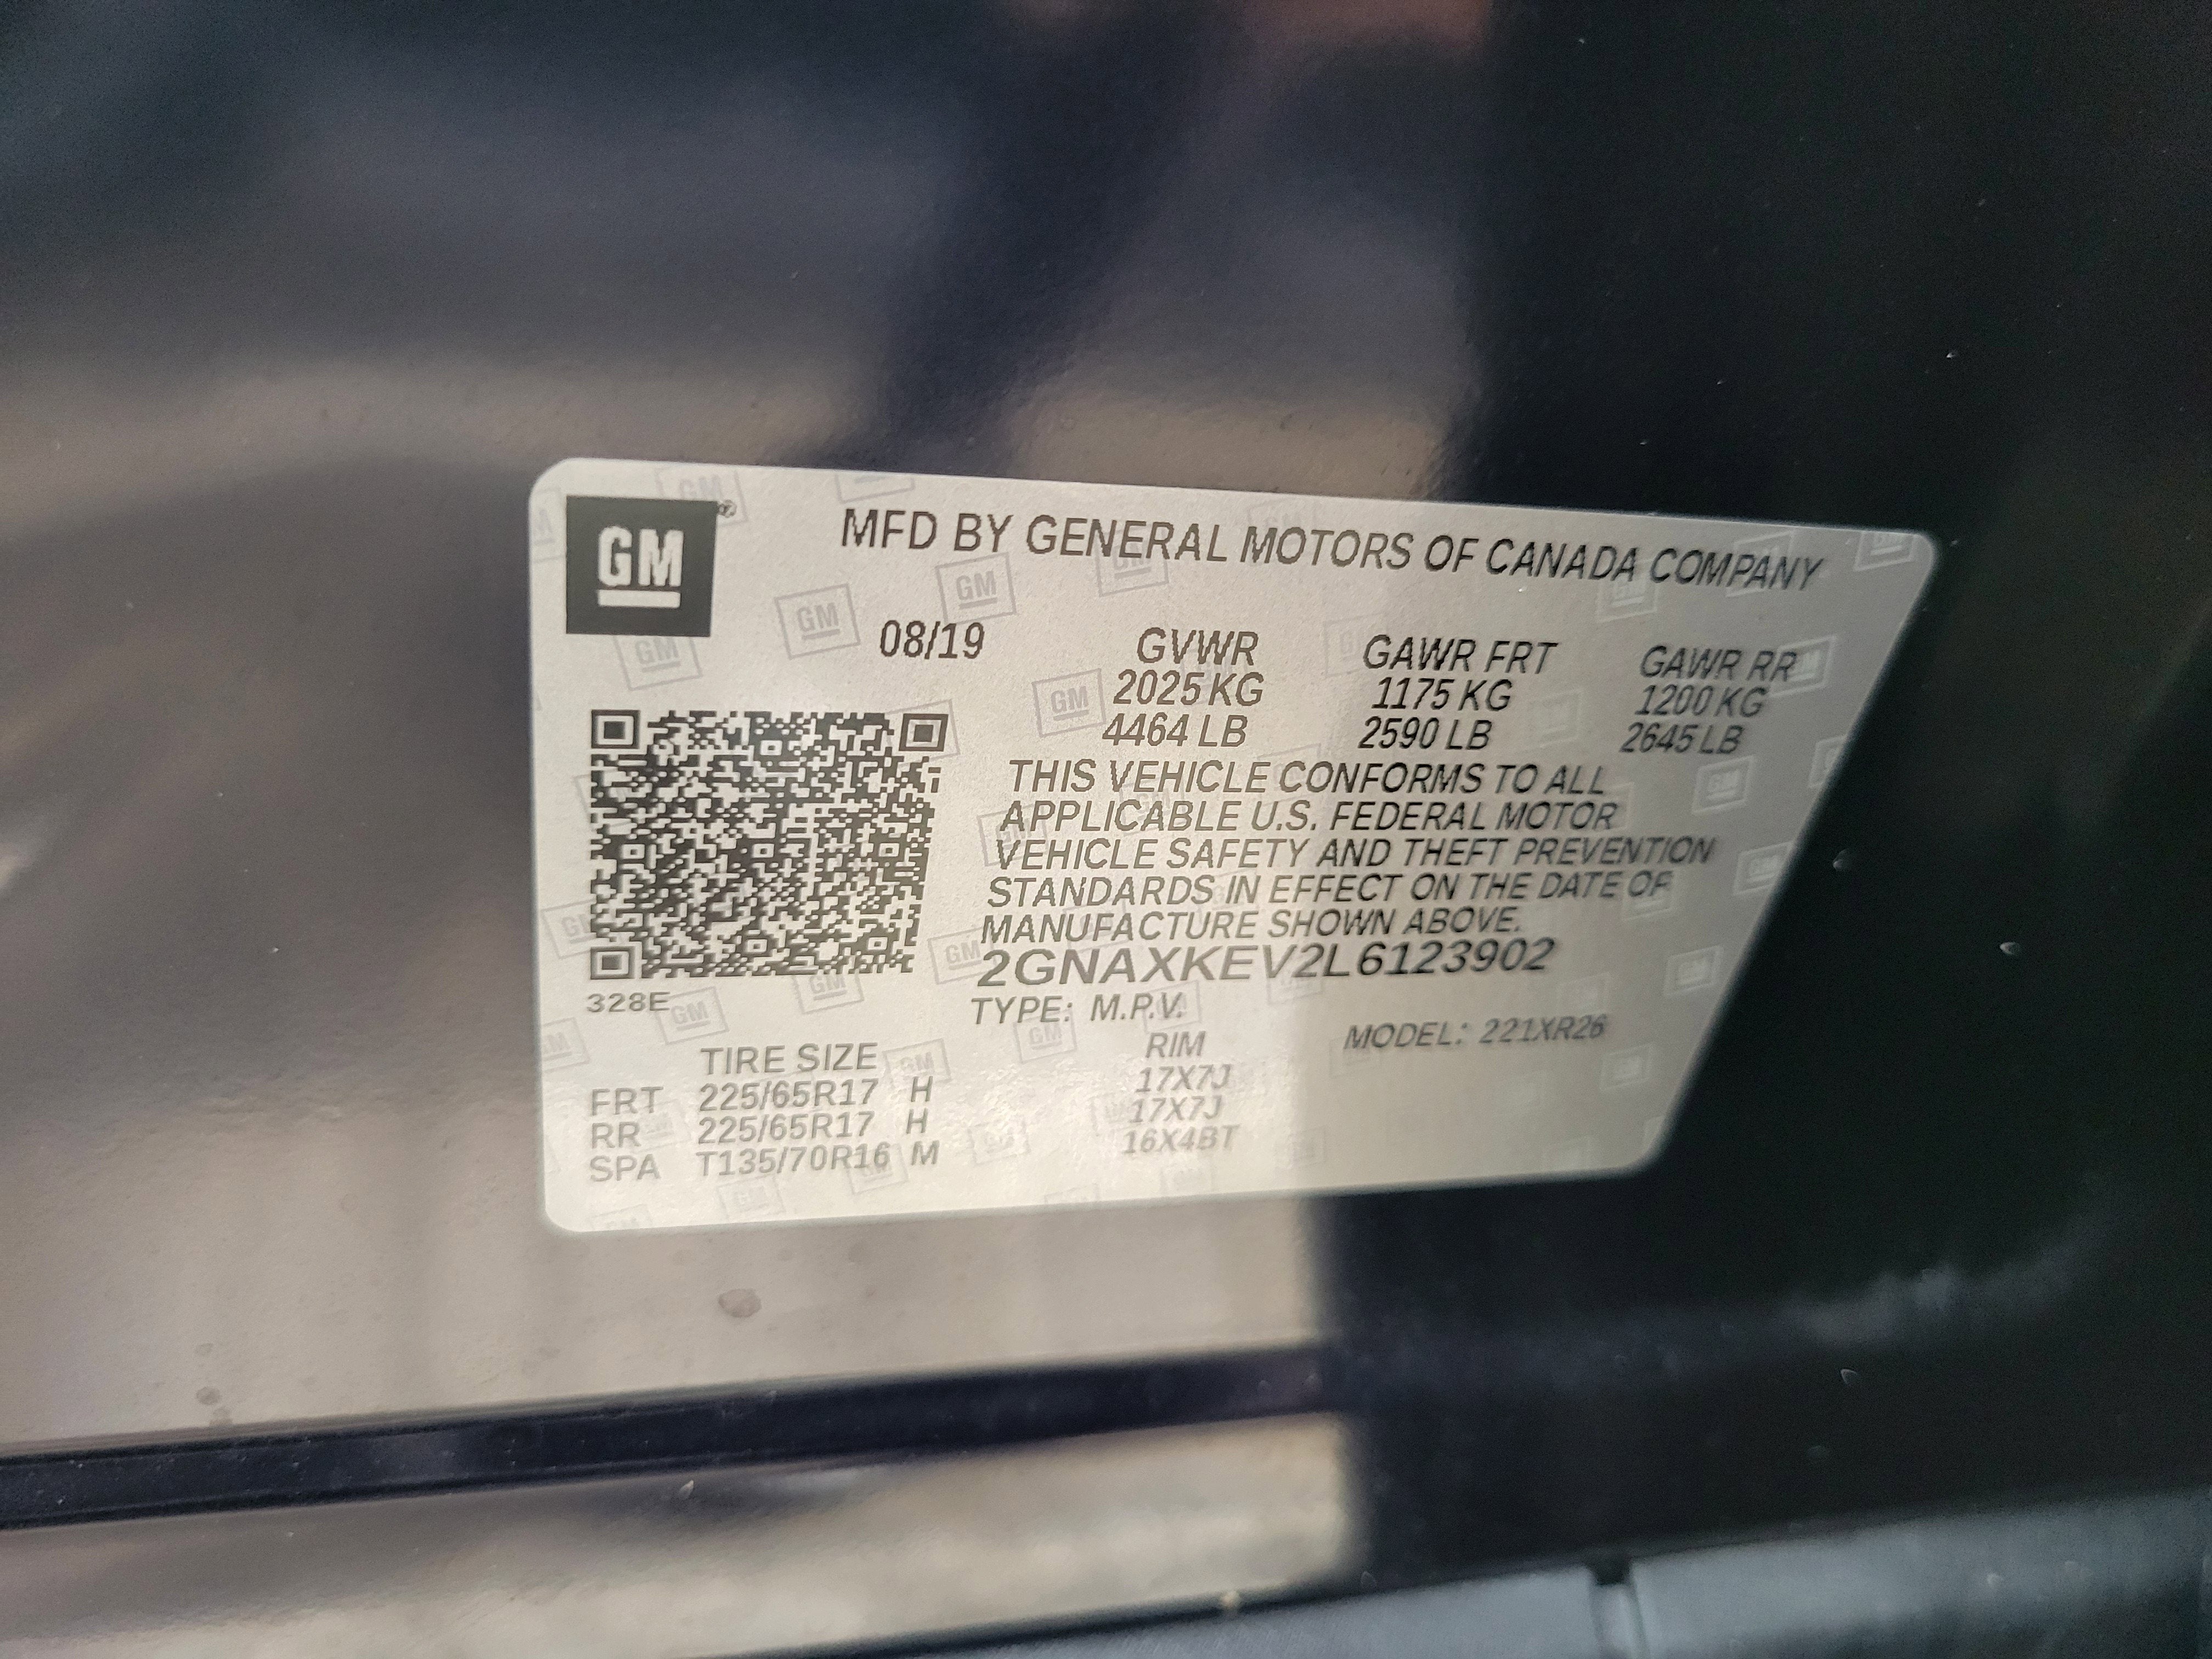 GM
MFD BY GENERAL MOTORS OF CANADA COMPANY
08/19 GVWR GAWR FRT GAWR RR
2025 KG 1175 KG 1200 KG
4464 LB 2590 LB 2645 LB
THIS VEHICLE CONFORMS TO ALL
APPLICABLE U.S. FEDERAL MOTOR
VEHICLE SAFETY AND THEFT PREVENTION
STANDARDS IN EFFECT ON THE DATE OF
MANUFACTURE SHOWN ABOVE.
2GNAXKEV2L6123902
328E
TYPE: M.P.V. MODEL: 221XR26
TIRE SIZE RIM
FRT 225/65R17 H 17X7J
RR 225/65R17 H 17X7J
SPA T135/70R16 M 16X4BT